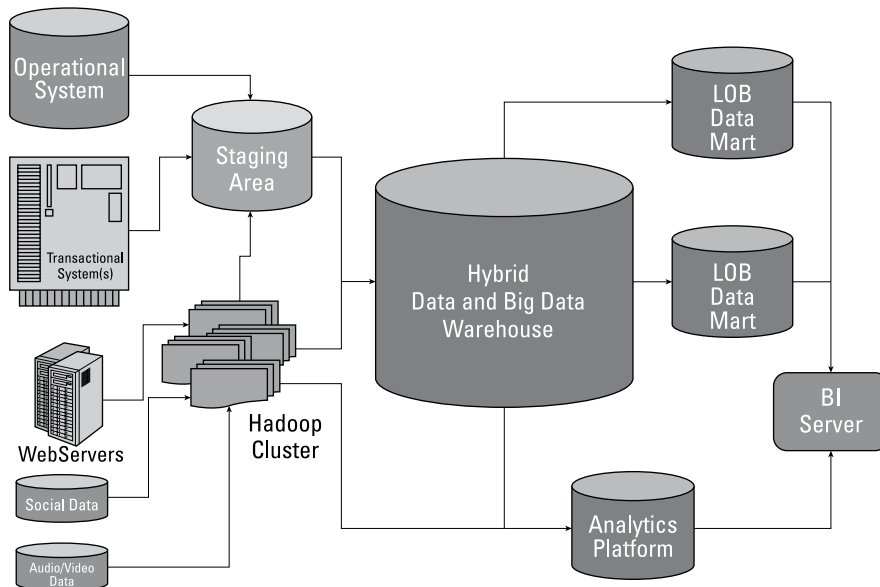 Operational
System
Staging
Area
Transactional
System(s)
WebServers
Social Data
Audio/Video
Data
Hadoop
Cluster
Hybrid
Data and Big Data
Warehouse
LOB
Data
Mart
LOB
Data
Mart
BI
Server
Analytics
Platform